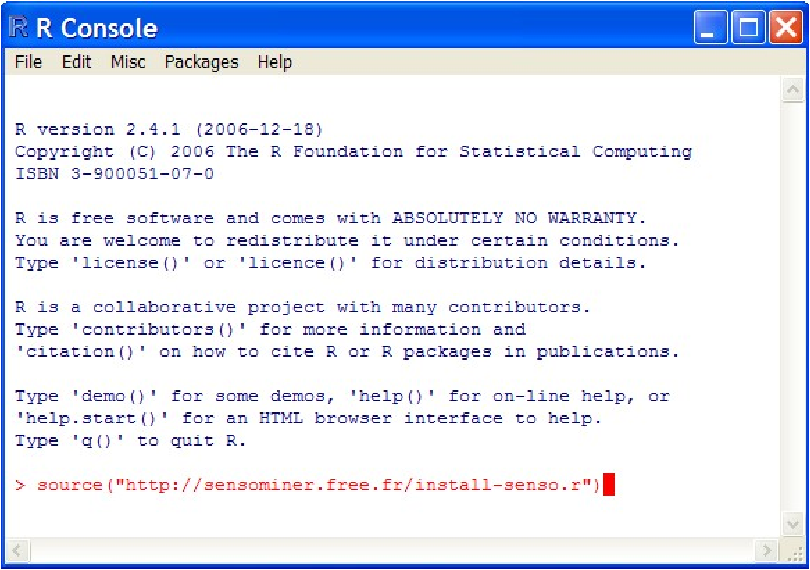 R R Console
File Edit Misc Packages Help
R version 2.4.1 (2006-12-18)
Copyright (C) 2006 The R Foundation for Statistical Computing
ISBN 3-900051-07-0
R is free software and comes with ABSOLUTELY NO WARRANTY.
You are welcome to redistribute it under certain conditions.
Type 'license()' or 'licence()' for distribution details.
R is a collaborative project with many contributors.
Type 'contributors()' for more information and
'citation()' on how to cite R or R packages in publications.
Type 'demo()' for some demos, 'help()' for on-line help, or
'help.start()' for an HTML browser interface to help.
Type 'q()' to quit R.
> source("http://sensominer.free.fr/install-senso.r")